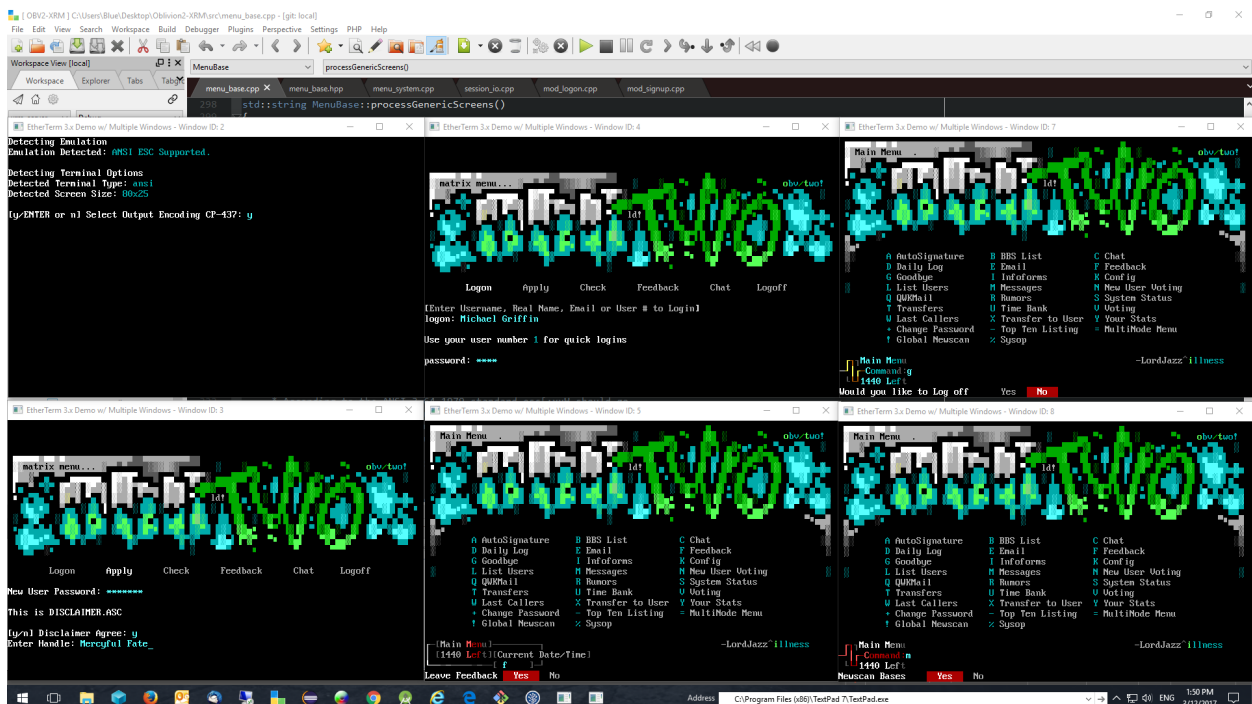 [ OBV2-XRM ] C:\Users\Blue\Desktop\Oblivion2-XRM\src\menu_base.cpp - [git: local]
File Edit View Search Workspace Build Debugger Plugins Perspective Settings PHP Help
Workspace View [local]
MenuBase
processGenericScreens()
Workspace Explorer Tabs
menu_base.cpp menu_base.hpp menu_system.cpp session_io.cpp mod_logon.cpp mod_signup.cpp
298 std::string MenuBase::processGenericScreens()
EtherTerm 3.x Demo w/ Multiple Windows - Window ID: 2
Detecting Emulation
Emulation Detected: ANSI ESC Supported.
Detecting Terminal Options
Detected Terminal Type: ansi
Detected Screen Size: 80x25
[y/ENTER or n] Select Output Encoding CP-437: y
EtherTerm 3.x Demo w/ Multiple Windows - Window ID: 4
matrix menu...
obv/two!
ld!
Logon Apply Check Feedback Chat Logoff
[Enter Username, Real Name, Email or User # to Login]
logon: Michael Griffin
Use your user number 1 for quick logins
password: ****
EtherTerm 3.x Demo w/ Multiple Windows - Window ID: 7
Main Menu .
obv/two!
ld!
A AutoSignature B BBS List C Chat
D Daily Log E Email F Feedback
G Goodbye I Infoforms K Config
L List Users M Messages N New User Voting
Q QWKMail R Rumors S System Status
T Transfers U Time Bank V Voting
W Last Callers X Transfer to User Y Your Stats
+ Change Password - Top Ten Listing = MultiNode Menu
! Global Newscan % Sysop
Main Menu -LordJazz^illness
Command:g
1440 Left
Would you like to Log off Yes No
EtherTerm 3.x Demo w/ Multiple Windows - Window ID: 3
matrix menu...
obv/two!
ld!
Logon Apply Check Feedback Chat Logoff
New User Password: *******
This is DISCLAIMER.ASC
[y/n] Disclaimer Agree: y
Enter Handle: Mercyful Fate_
EtherTerm 3.x Demo w/ Multiple Windows - Window ID: 5
Main Menu .
obv/two!
ld!
A AutoSignature B BBS List C Chat
D Daily Log E Email F Feedback
G Goodbye I Infoforms K Config
L List Users M Messages N New User Voting
Q QWKMail R Rumors S System Status
T Transfers U Time Bank V Voting
W Last Callers X Transfer to User Y Your Stats
+ Change Password - Top Ten Listing = MultiNode Menu
! Global Newscan % Sysop
[Main Menu] -LordJazz^illness
[1440 Left][Current Date/Time]
[ f ]
Leave Feedback Yes No
EtherTerm 3.x Demo w/ Multiple Windows - Window ID: 8
Main Menu .
obv/two!
ld!
A AutoSignature B BBS List C Chat
D Daily Log E Email F Feedback
G Goodbye I Infoforms K Config
L List Users M Messages N New User Voting
Q QWKMail R Rumors S System Status
T Transfers U Time Bank V Voting
W Last Callers X Transfer to User Y Your Stats
+ Change Password - Top Ten Listing = MultiNode Menu
! Global Newscan % Sysop
Main Menu -LordJazz^illness
Command:m
1440 Left
Newscan Bases Yes No
Address C:\Program Files (x86)\TextPad 7\TextPad.exe
ENG
1:50 PM